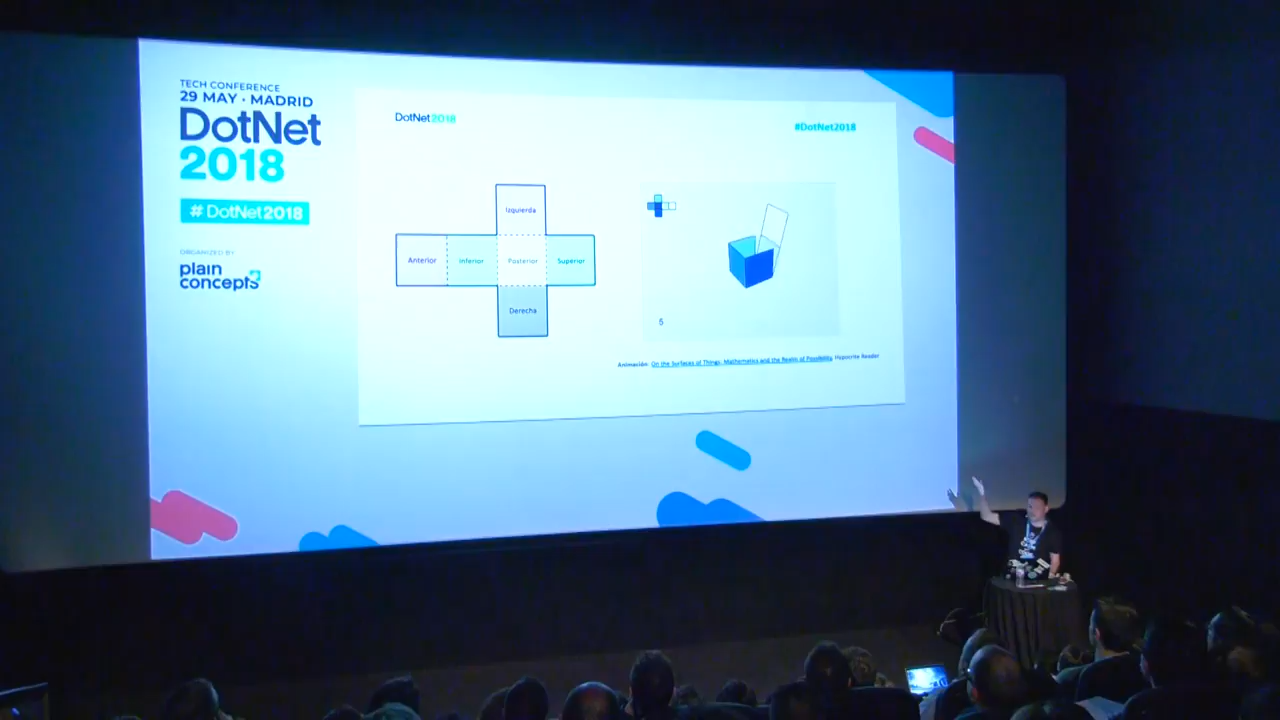 TECH CONFERENCE
29 MAY · MADRID
DotNet
2018
#DotNet2018
ORGANIZED BY
plain
concepts
DotNet2018
#DotNet2018
Izquierda
Anterior
Inferior
Posterior
Superior
Derecha
5
Animación: On the Surfaces of Things, Mathematics and the Realm of Possibility, Hypocrite Reader